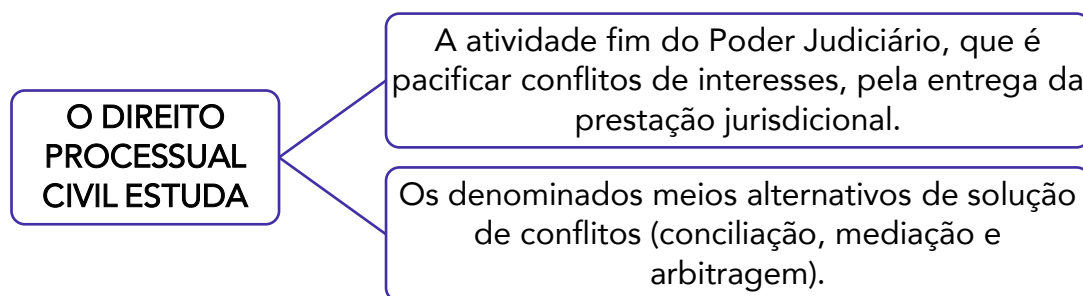 O DIREITO
PROCESSUAL
CIVIL ESTUDA
A atividade fim do Poder Judiciário, que é
pacificar conflitos de interesses, pela entrega da
prestação jurisdicional.
Os denominados meios alternativos de solução
de conflitos (conciliação, mediação e
arbitragem).